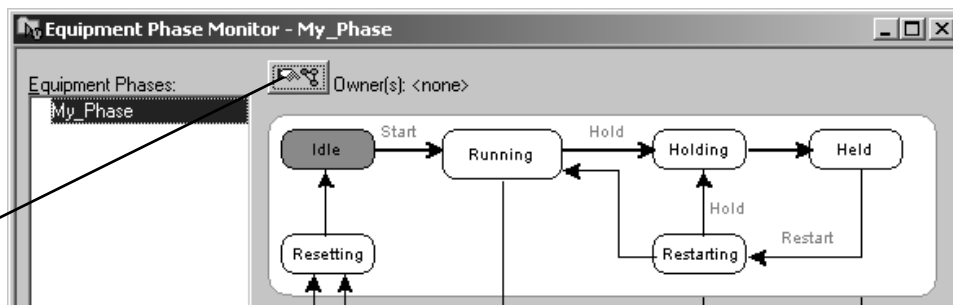 Equipment Phase Monitor - My_Phase
Equipment Phases:
Owner(s): <none>
My_Phase
Start
Hold
Idle
Running
Holding
Held
Hold
Restart
Resetting
Restarting